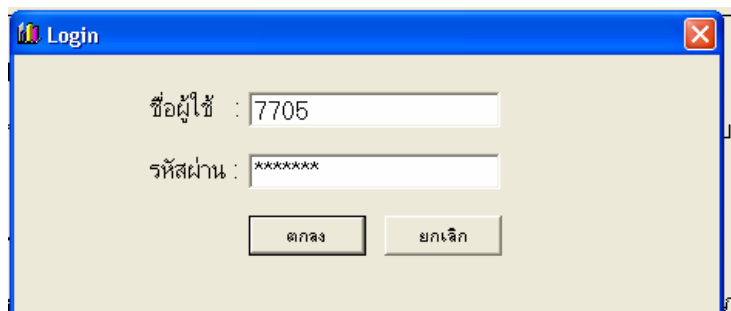 Login
ชื่อผู้ใช้ : 7705
รหัสผ่าน : *******
ตกลง ยกเลิก